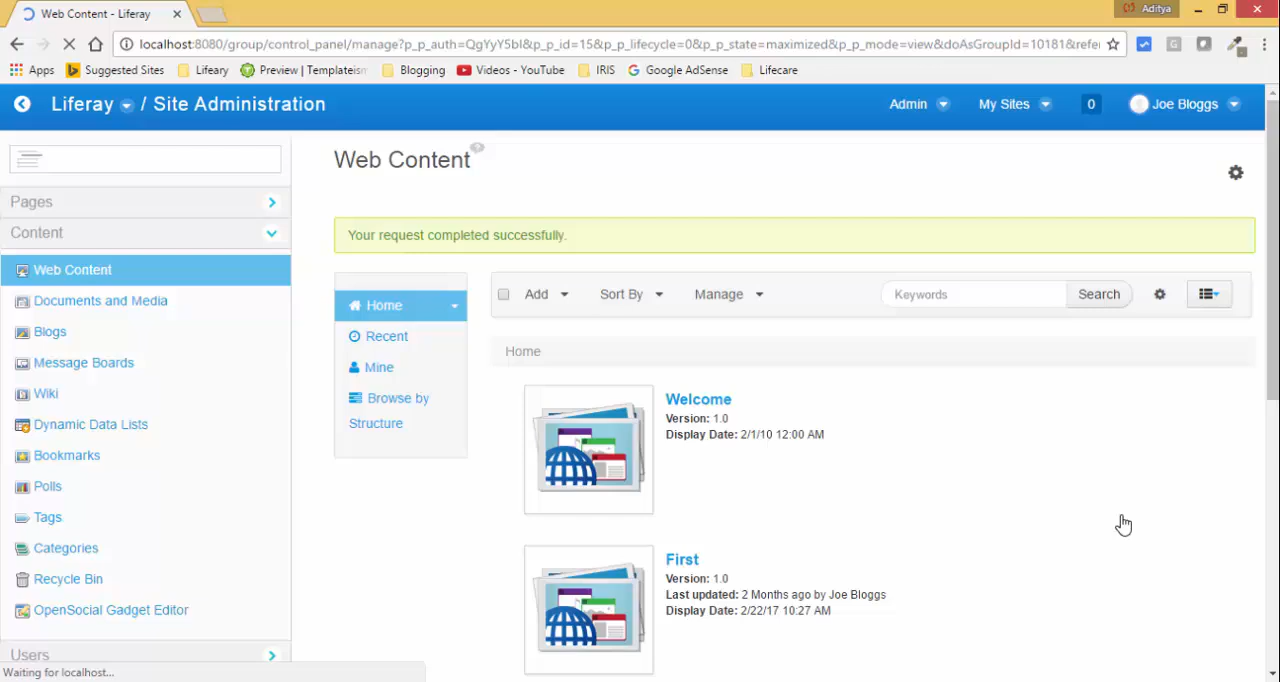 Web Content - Liferay
Aditya
localhost:8080/group/control_panel/manage?p_p_auth=QgYyY5bI&p_p_id=15&p_p_lifecycle=0&p_p_state=maximized&p_p_mode=view&doAsGroupId=10181&refe
Apps Suggested Sites Lifeary Preview | Templateism Blogging Videos - YouTube IRIS Google AdSense Lifecare
Liferay / Site Administration
Admin My Sites 0 Joe Bloggs
Web Content
Pages
Content
Your request completed successfully.
Web Content
Documents and Media
Blogs
Message Boards
Wiki
Dynamic Data Lists
Bookmarks
Polls
Tags
Categories
Recycle Bin
OpenSocial Gadget Editor
Users
Home
Recent
Mine
Browse by
Structure
Add Sort By Manage Keywords Search
Home
Welcome
Version: 1.0
Display Date: 2/1/10 12:00 AM
First
Version: 1.0
Last updated: 2 Months ago by Joe Bloggs
Display Date: 2/22/17 10:27 AM
Waiting for localhost...